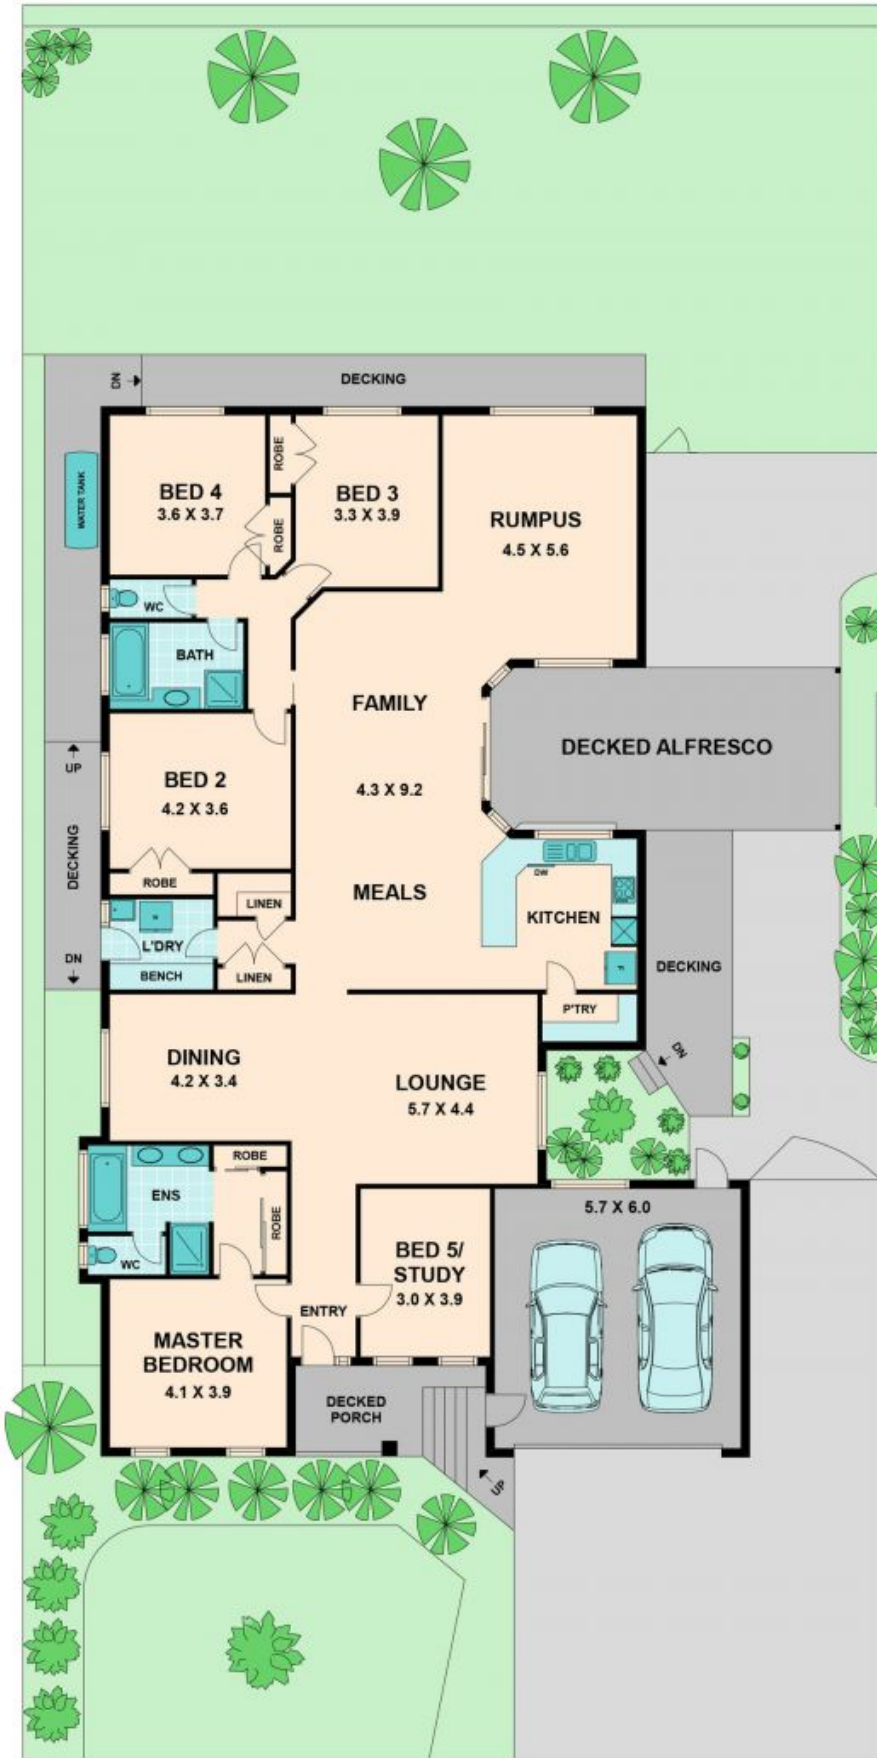 DN
DECKING
WATER TANK
BED 4
3.6 X 3.7
ROBE
ROBE
BED 3
3.3 X 3.9
RUMPUS
4.5 X 5.6
WC
BATH
FAMILY
4.3 X 9.2
MEALS
DECKED ALFRESCO
UP
DECKING
DN
BED 2
4.2 X 3.6
ROBE
LINEN
L'DRY
BENCH
LINEN
DW
KITCHEN
F
P'TRY
DECKING
DN
DINING
4.2 X 3.4
LOUNGE
5.7 X 4.4
ROBE
ROBE
ENS
WC
BED 5/
STUDY
3.0 X 3.9
5.7 X 6.0
ENTRY
MASTER
BEDROOM
4.1 X 3.9
DECKED
PORCH
UP